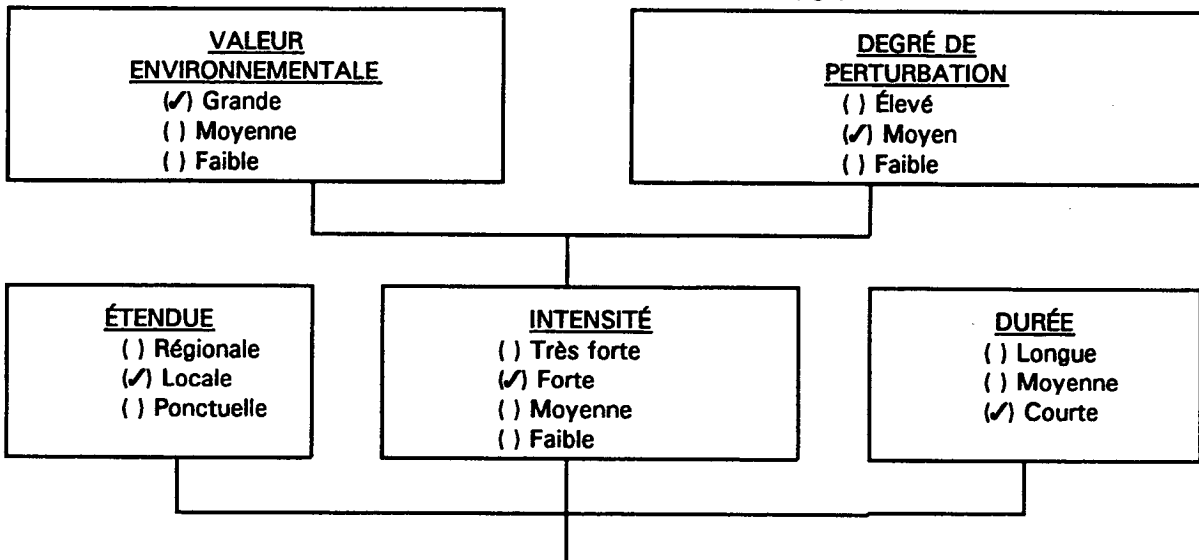 VALEUR
ENVIRONNEMENTALE
(✓) Grande
( ) Moyenne
( ) Faible
DEGRÉ DE
PERTURBATION
( ) Élevé
(✓) Moyen
( ) Faible
ÉTENDUE
( ) Régionale
(✓) Locale
( ) Ponctuelle
INTENSITÉ
( ) Très forte
(✓) Forte
( ) Moyenne
( ) Faible
DURÉE
( ) Longue
( ) Moyenne
(✓) Courte